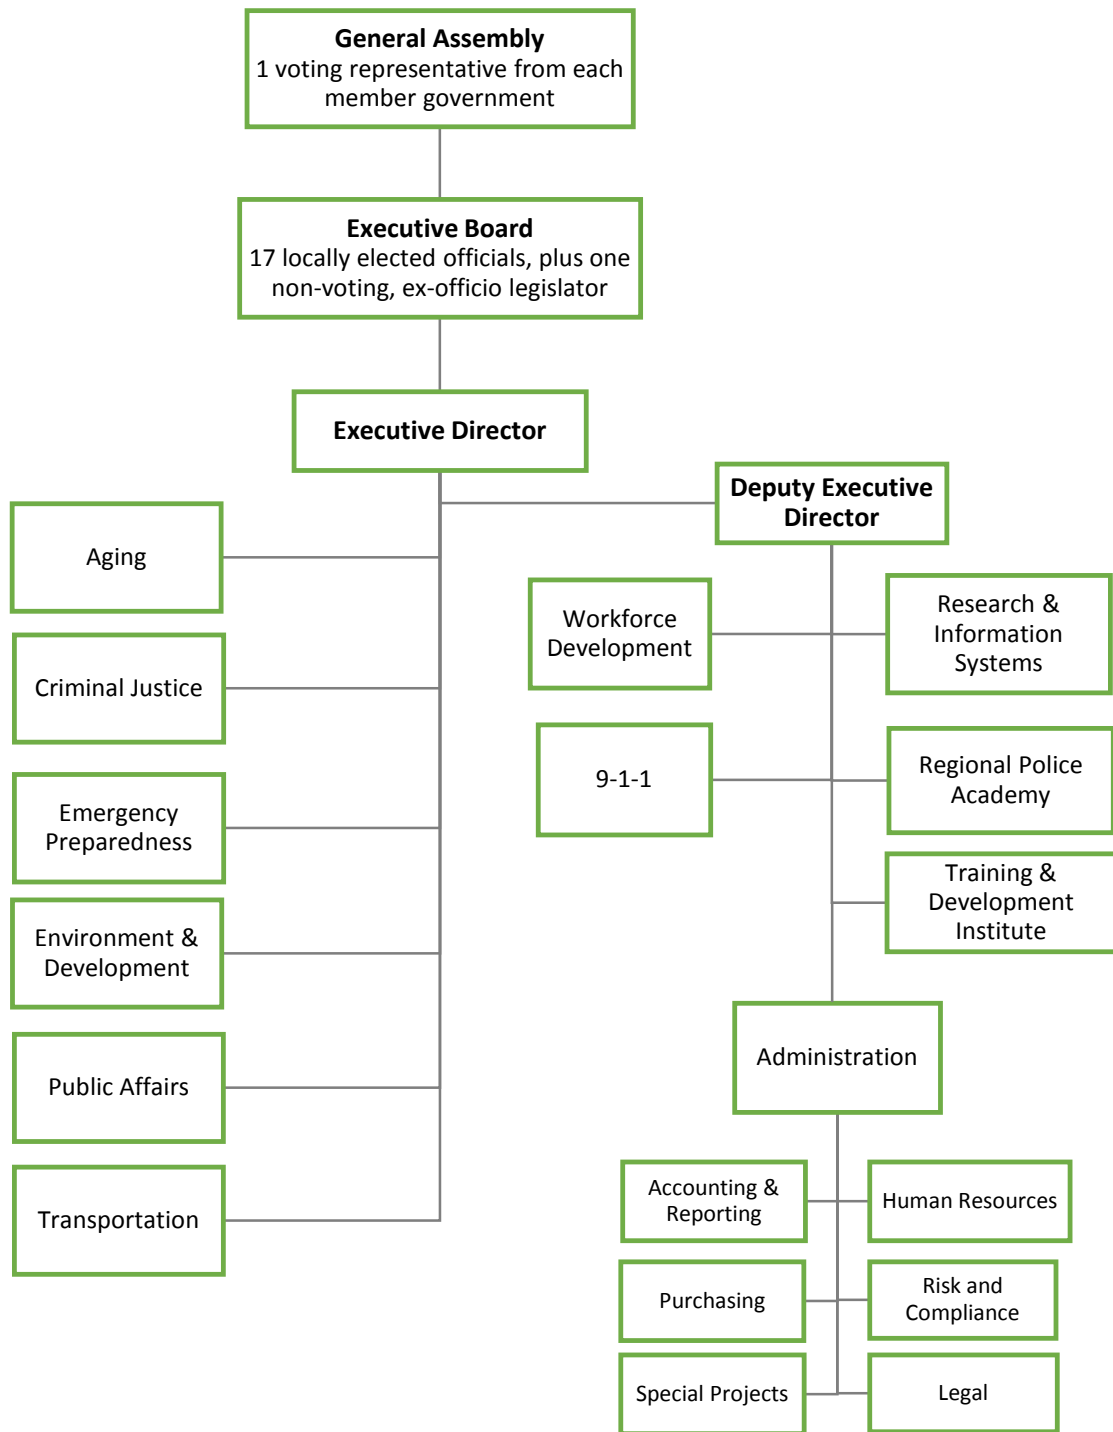 General Assembly
1 voting representative from each
member government
Executive Board
17 locally elected officials, plus one
non-voting, ex-officio legislator
Executive Director
Deputy Executive
Director
Aging
Criminal Justice
Emergency
Preparedness
Environment &
Development
Public Affairs
Transportation
Workforce
Development
Research &
Information
Systems
9-1-1
Regional Police
Academy
Training &
Development
Institute
Administration
Accounting &
Reporting
Human Resources
Purchasing
Risk and
Compliance
Special Projects
Legal